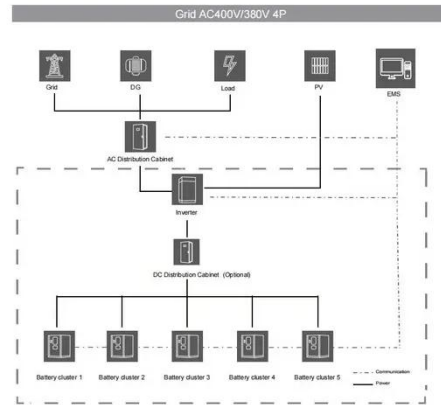 Grid AC400V/380V 4P
Grid
DG
Load
PV
EMS
AC Distribution Cabinet
Inverter
DC Distribution Cabinet (Optional)
Battery cluster 1
Battery cluster 2
Battery cluster 3
Battery cluster 4
Battery cluster 5
Communication
Power